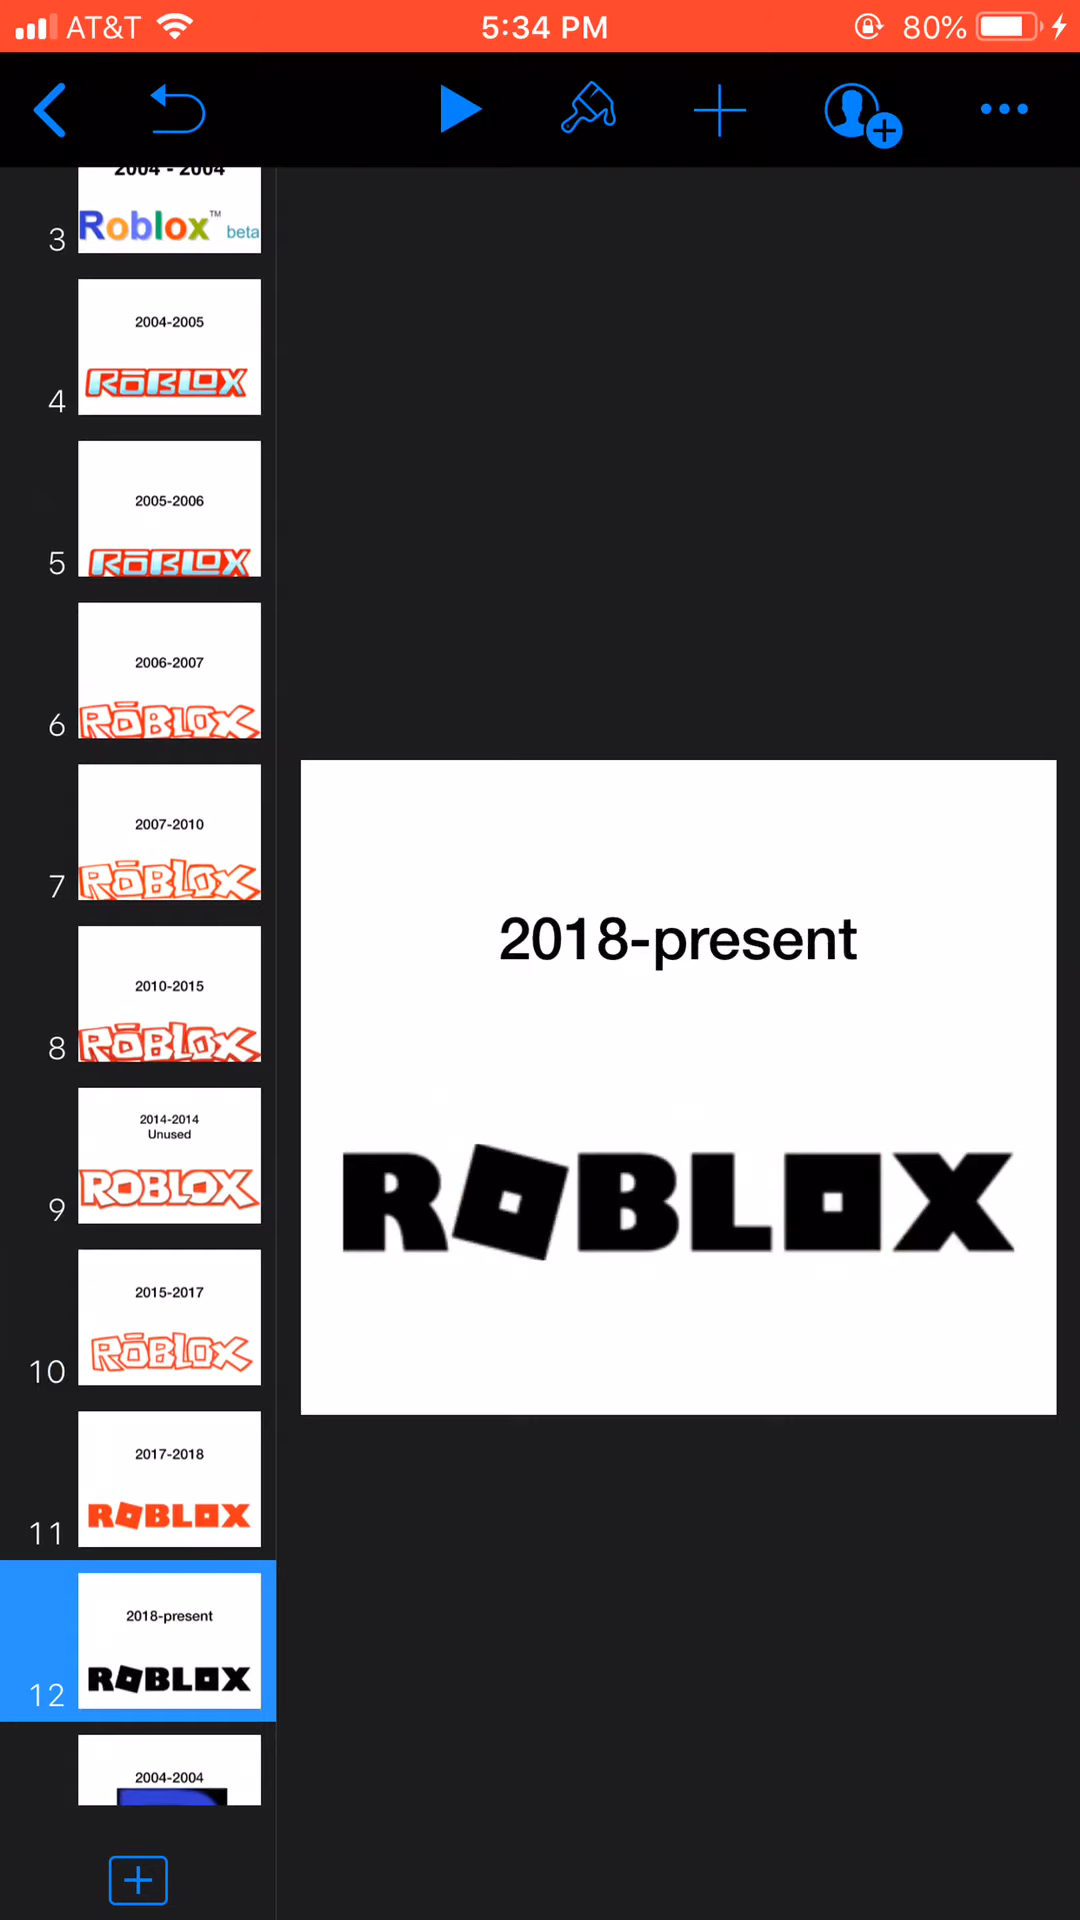 AT&T
5:34 PM
80%
2004 - 2004
Roblox™ beta
3
2004-2005
ROBLOX
4
2005-2006
ROBLOX
5
2006-2007
ROBLOX
6
2007-2010
ROBLOX
7
2010-2015
ROBLOX
8
2014-2014
Unused
ROBLOX
9
2015-2017
ROBLOX
10
2017-2018
ROBLOX
11
2018-present
ROBLOX
12
2004-2004
2018-present
ROBLOX